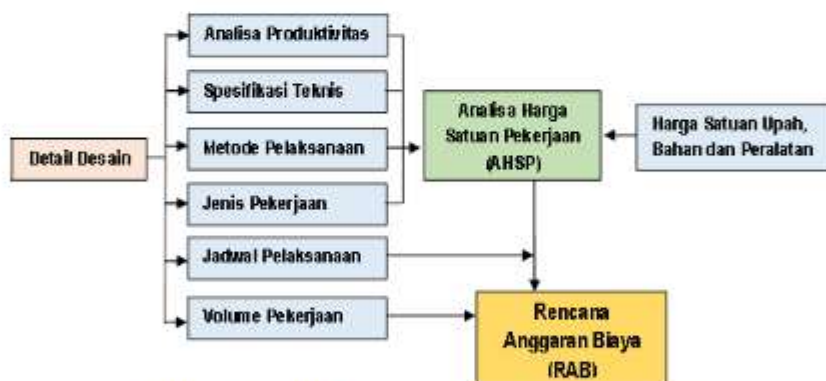 Analisa Produktivitas
Spesifikasi Teknis
Metode Pelaksanaan
Jenis Pekerjaan
Jadwal Pelaksanaan
Volume Pekerjaan
Detail Desain
Analisa Harga
Satuan Pekerjaan
(AHSP)
Harga Satuan Upah,
Bahan dan Peralatan
Rencana
Anggaran Biaya
(RAB)